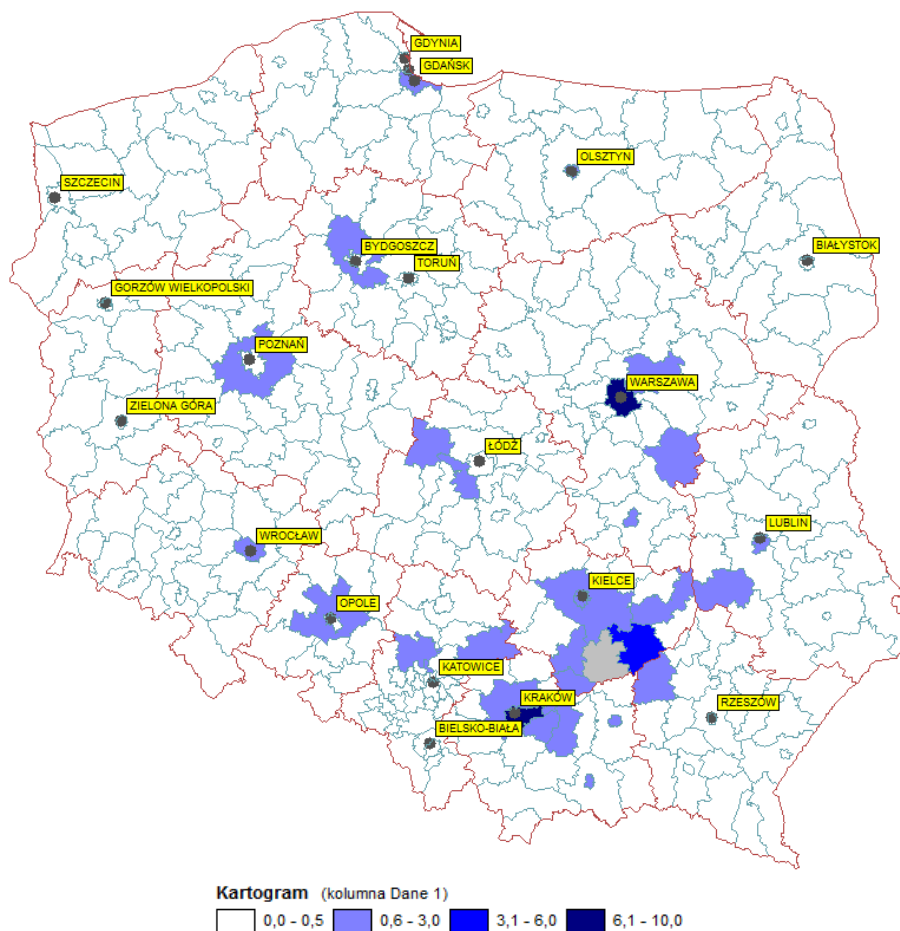 GDYNIA
GDAŃSK
OLSZTYN
SZCZECIN
BYDGOSZCZ
BIAŁYSTOK
TORUŃ
GORZÓW WIELKOPOLSKI
POZNAŃ
WARSZAWA
ZIELONA GÓRA
ŁÓDŹ
WROCŁAW
LUBLIN
KIELCE
OPOLE
KATOWICE
KRAKÓW
RZESZÓW
BIELSKO-BIAŁA
Kartogram (kolumna Dane 1)
0,0 - 0,5 0,6 - 3,0 3,1 - 6,0 6,1 - 10,0